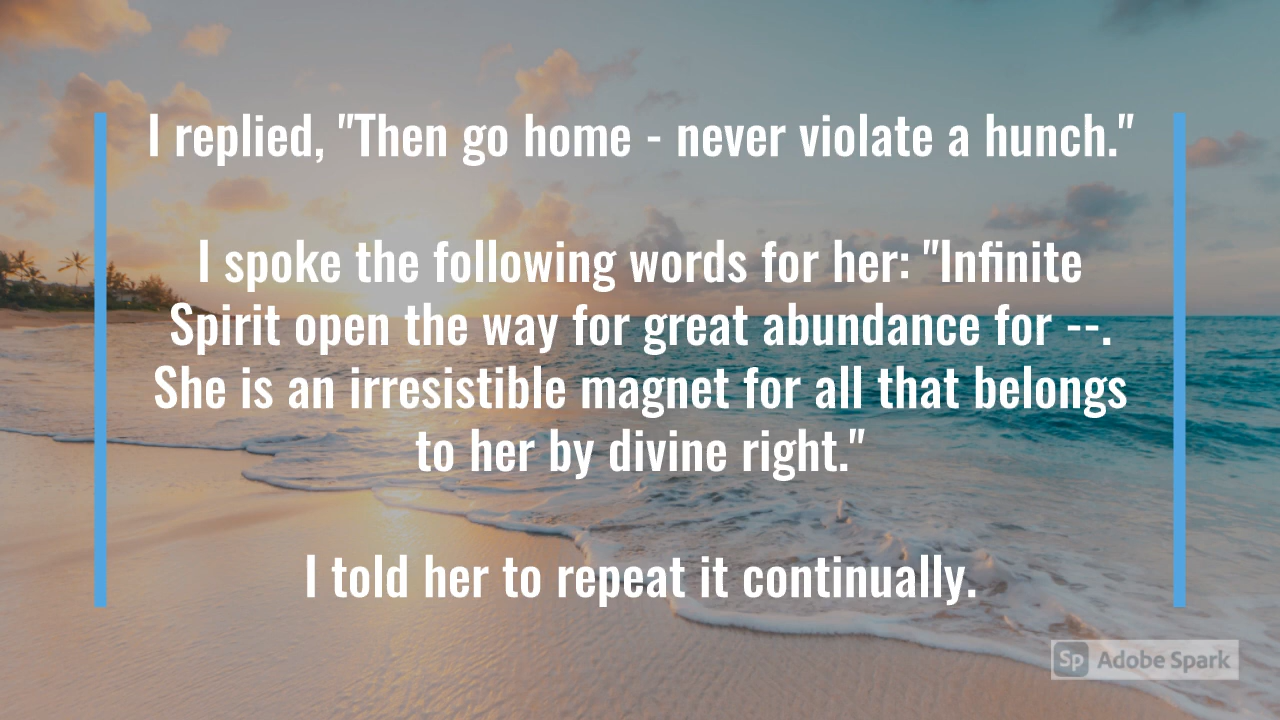 I replied, "Then go home - never violate a hunch."
I spoke the following words for her: "Infinite
Spirit open the way for great abundance for --.
She is an irresistible magnet for all that belongs
to her by divine right."
I told her to repeat it continually.
Sp Adobe Spark